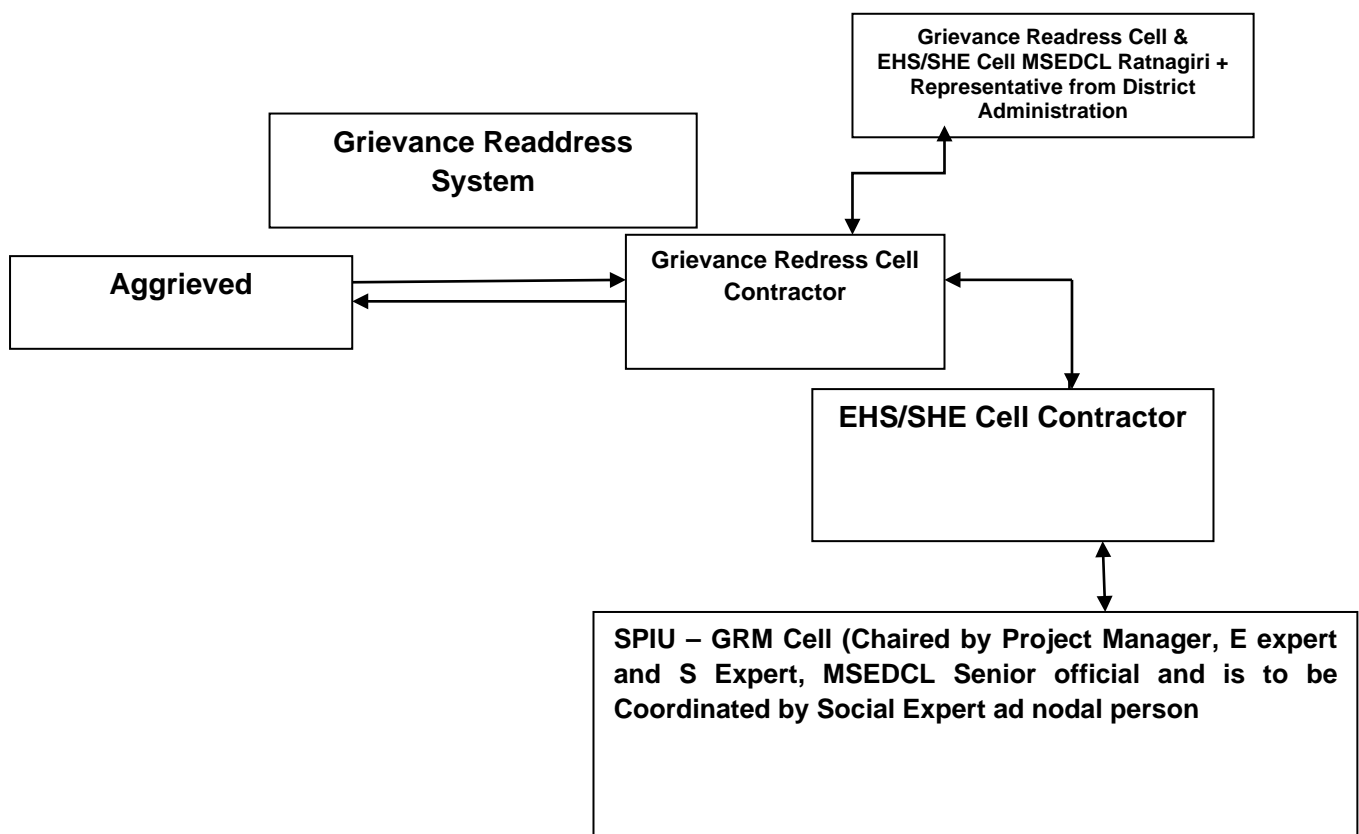 Grievance Readress Cell &
EHS/SHE Cell MSEDCL Ratnagiri +
Representative from District
Administration
Grievance Readdress
System
Aggrieved
Grievance Redress Cell
Contractor
EHS/SHE Cell Contractor
SPIU – GRM Cell (Chaired by Project Manager, E expert
and S Expert, MSEDCL Senior official and is to be
Coordinated by Social Expert ad nodal person